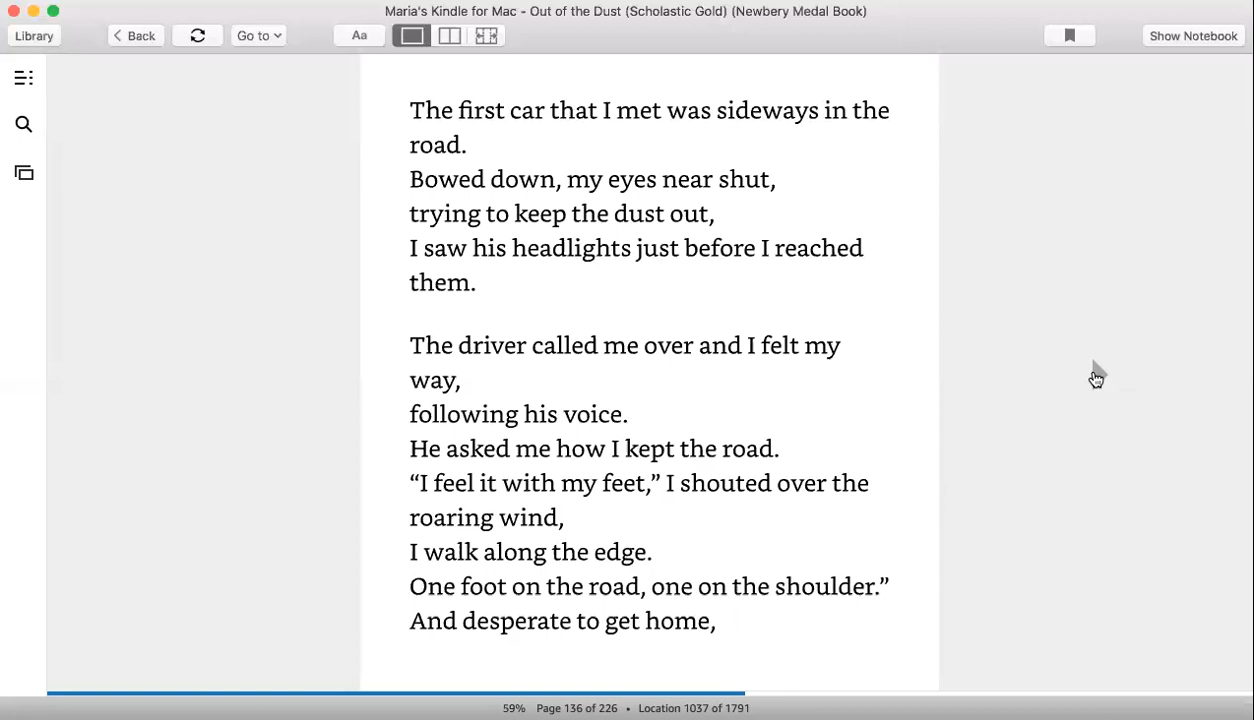 Maria's Kindle for Mac - Out of the Dust (Scholastic Gold) (Newbery Medal Book)
Library
Back
Go to
Aa
Show Notebook
The first car that I met was sideways in the
road.
Bowed down, my eyes near shut,
trying to keep the dust out,
I saw his headlights just before I reached
them.
The driver called me over and I felt my
way,
following his voice.
He asked me how I kept the road.
“I feel it with my feet,” I shouted over the
roaring wind,
I walk along the edge.
One foot on the road, one on the shoulder.”
And desperate to get home,
59% Page 136 of 226 • Location 1037 of 1791